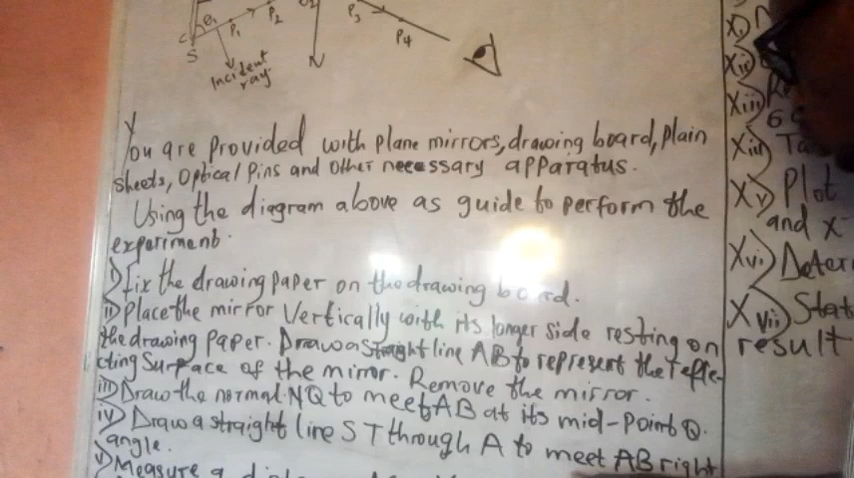 C
S
θ1
P1
P2
Incident
ray
N
P3
P4
You are provided with plane mirrors, drawing board, plain
sheets, optical pins and other necessary apparatus.
Using the diagram above as guide to perform the
experiment.
i) fix the drawing paper on the drawing board.
ii) Place the mirror vertically with its longer side resting on
the drawing paper. Draw a straight line AB to represent the refle-
cting surface of the mirror. Remove the mirror.
iii) Draw the normal NQ to meet AB at its mid-point Q.
iv) Draw a straight line ST through A to meet AB right
angle.
v) Measure a
xiii)
xiiii) Ta
xv) Plot
and x
xvi) Deter
xvii) Stat
result